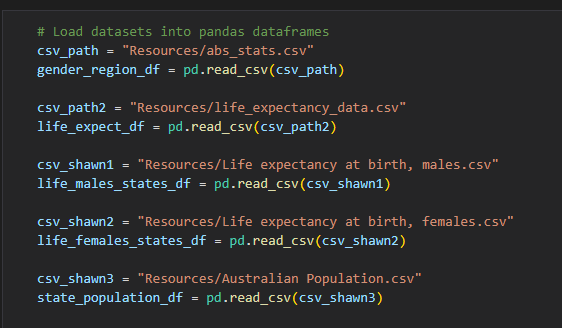 # Load datasets into pandas dataframes
csv_path = "Resources/abs_stats.csv"
gender_region_df = pd.read_csv(csv_path)
csv_path2 = "Resources/life_expectancy_data.csv"
life_expect_df = pd.read_csv(csv_path2)
csv_shawn1 = "Resources/Life expectancy at birth, males.csv"
life_males_states_df = pd.read_csv(csv_shawn1)
csv_shawn2 = "Resources/Life expectancy at birth, females.csv"
life_females_states_df = pd.read_csv(csv_shawn2)
csv_shawn3 = "Resources/Australian Population.csv"
state_population_df = pd.read_csv(csv_shawn3)